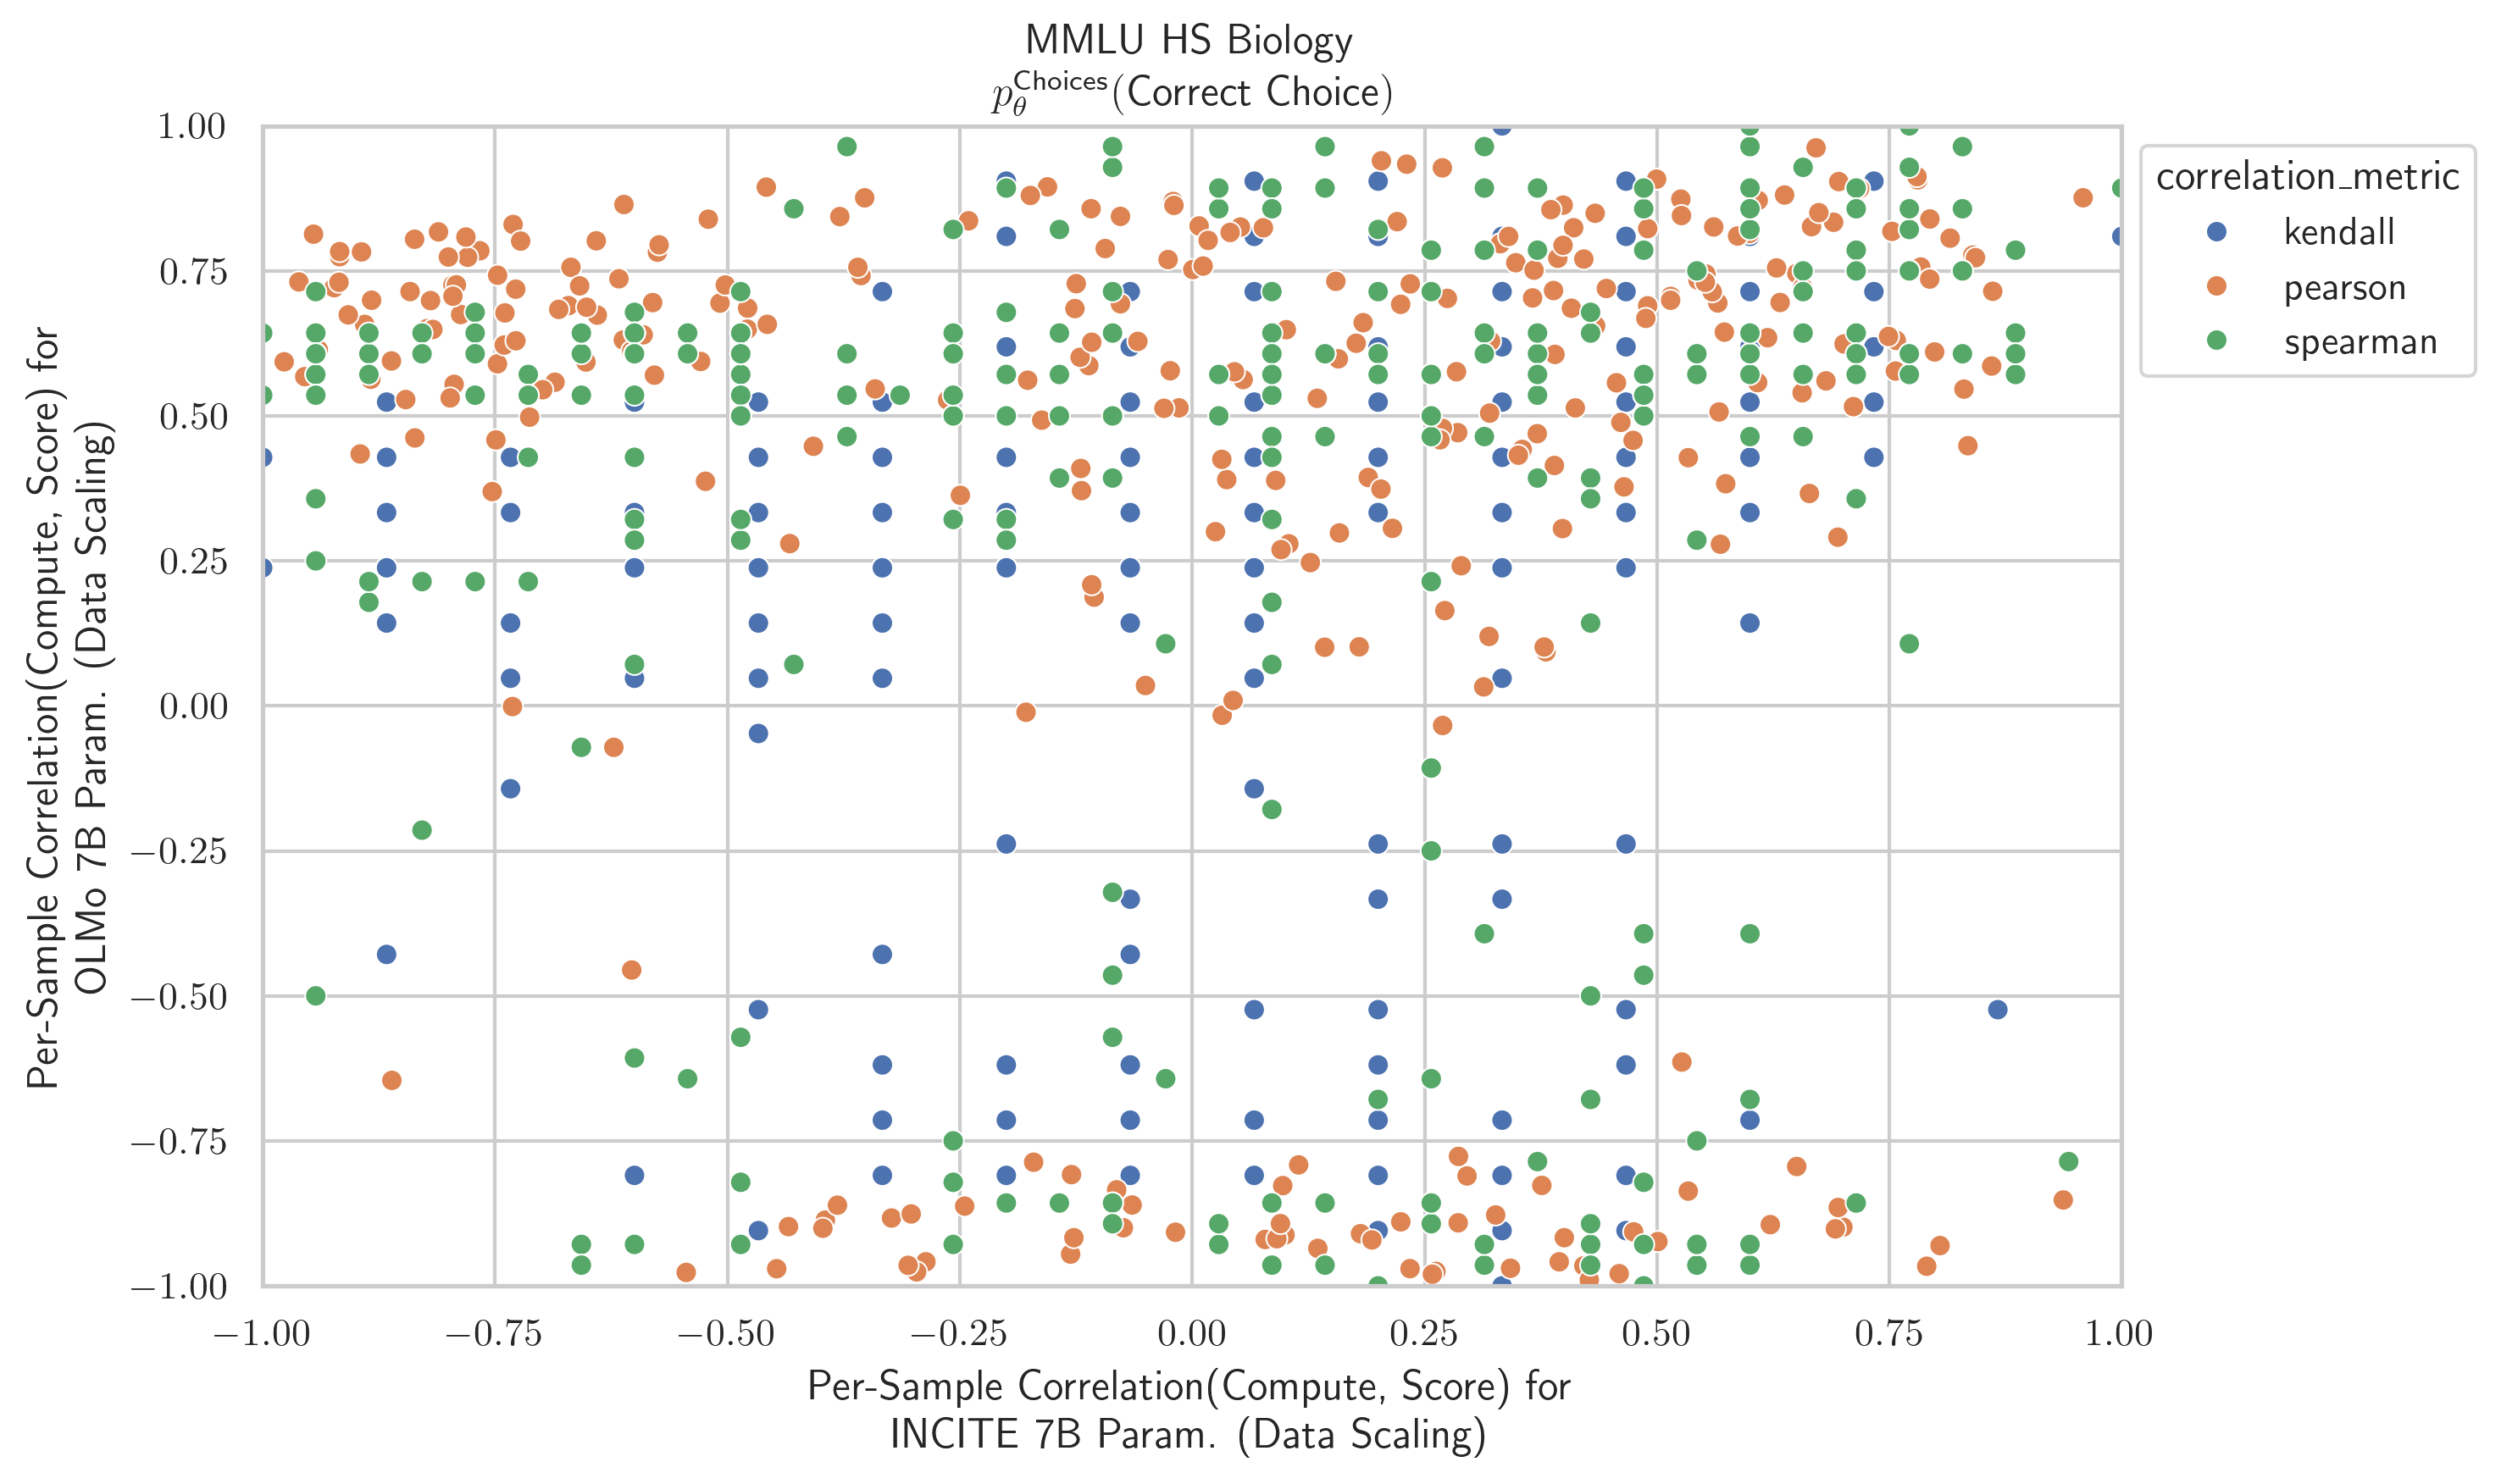 MMLU HS Biology
p_θ^Choices(Correct Choice)
1.00
0.75
0.50
0.25
0.00
−0.25
−0.50
−0.75
−1.00
Per-Sample Correlation(Compute, Score) for
OLMo 7B Param. (Data Scaling)
−1.00 −0.75 −0.50 −0.25 0.00 0.25 0.50 0.75 1.00
Per-Sample Correlation(Compute, Score) for
INCITE 7B Param. (Data Scaling)
correlation_metric
kendall
pearson
spearman